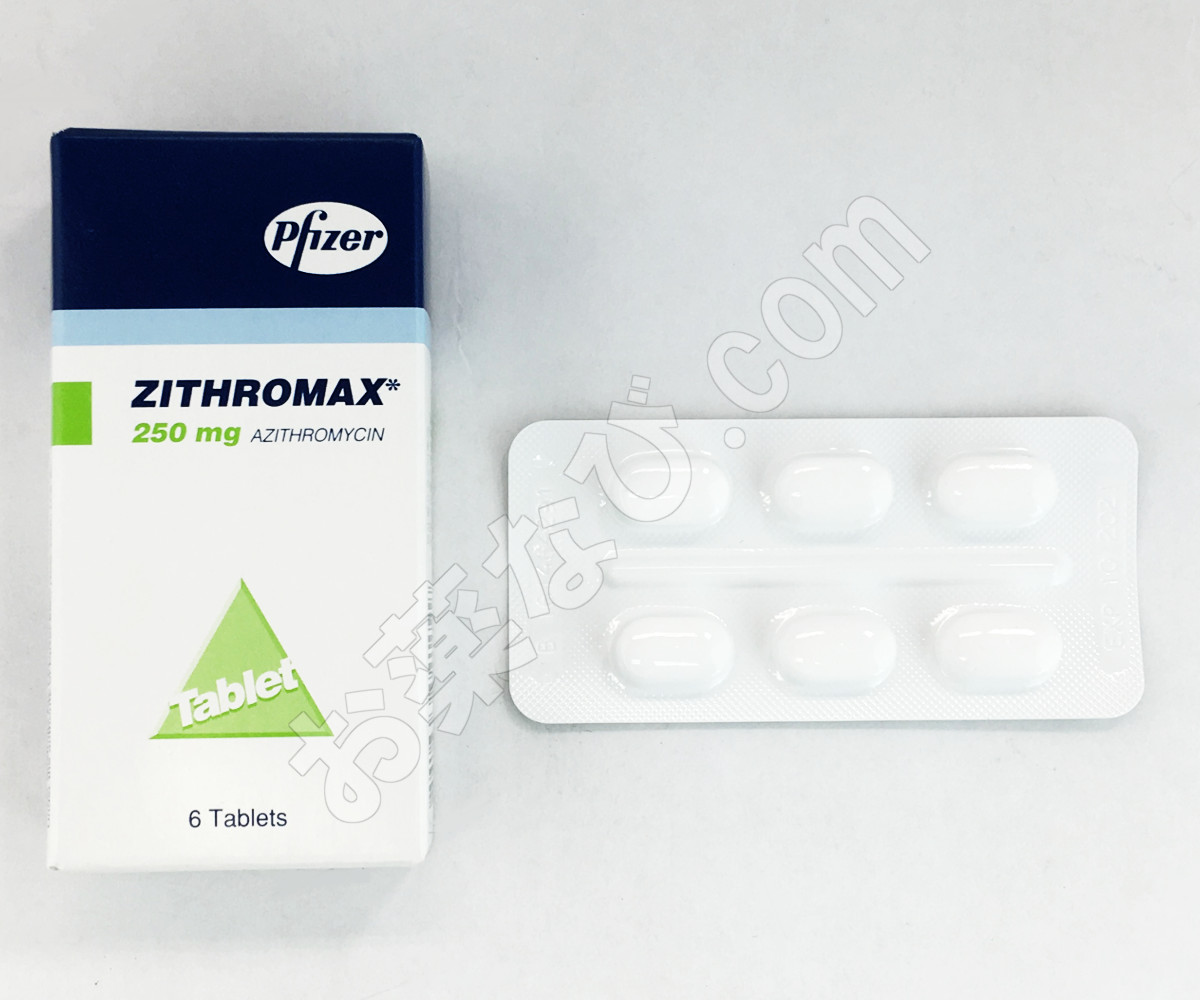 Pfizer
ZITHROMAX*
250 mg AZITHROMYCIN
Tablet
6 Tablets
お薬なび.com